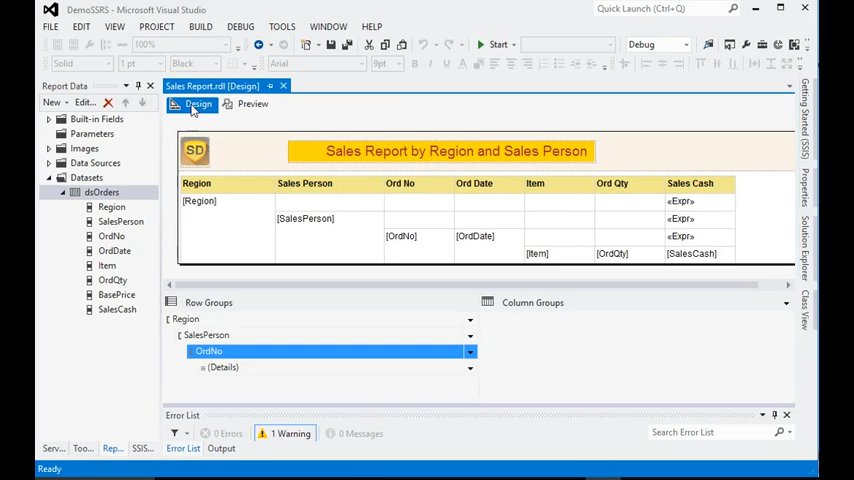 DemoSSRS - Microsoft Visual Studio
Quick Launch (Ctrl+Q)
FILE EDIT VIEW PROJECT BUILD DEBUG TOOLS WINDOW HELP
100% Start Debug
Solid 1 pt Black Arial
Report Data
New Edit...
Built-in Fields
Parameters
Images
Data Sources
Datasets
dsOrders
Region
SalesPerson
OrdNo
OrdDate
Item
OrdQty
BasePrice
SalesCash
Sales Report.rdl [Design]
Design Preview
SD
Sales Report by Region and Sales Person
Region Sales Person Ord No Ord Date Item Ord Qty Sales Cash
[Region] «Expr»
[SalesPerson] «Expr»
[OrdNo] [OrdDate] «Expr»
[Item] [OrdQty] [SalesCash]
Row Groups
Column Groups
Region
SalesPerson
OrdNo
(Details)
Error List
0 Errors 1 Warning 0 Messages
Search Error List
Serv... Too... Rep... SSIS...
Error List Output
Ready
Getting Started (SSIS)
Properties
Solution Explorer
Class View